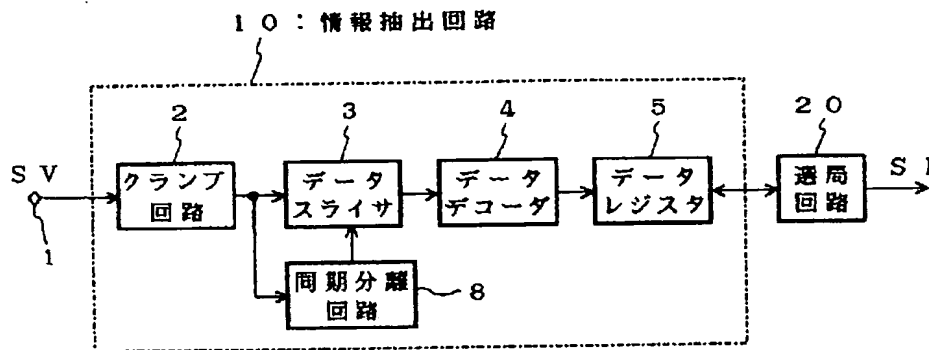 10：情報抽出回路
2
3
4
5
20
SV
クランプ
回路
データ
スライサ
データ
デコーダ
データ
レジスタ
選局
回路
1
同期分離
回路
8